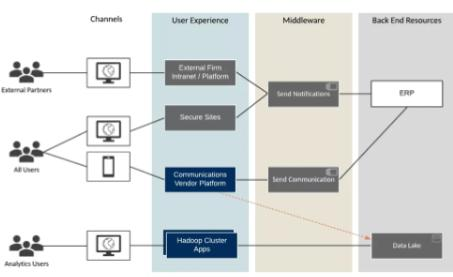 Channels
User Experience
Middleware
Back End Resources
External Partners
External Firm
Intranet / Platform
Send Notifications
ERP
Secure Sites
All Users
Communications
Vendor Platform
Send Communication
Analytics Users
Hadoop Cluster
Apps
Data Lake